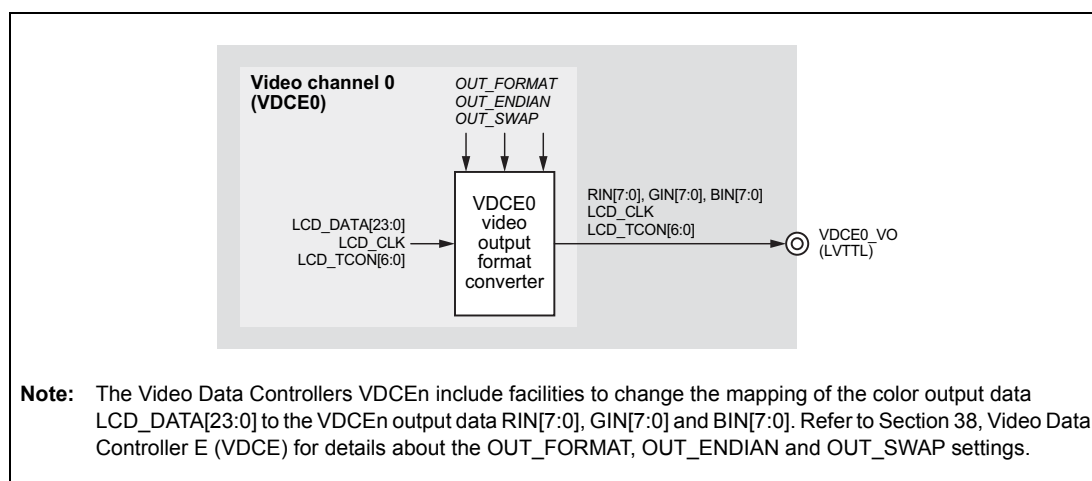 Video channel 0
(VDCE0)
OUT_FORMAT
OUT_ENDIAN
OUT_SWAP
LCD_DATA[23:0]
LCD_CLK
LCD_TCON[6:0]
VDCE0
video
output
format
converter
RIN[7:0], GIN[7:0], BIN[7:0]
LCD_CLK
LCD_TCON[6:0]
VDCE0_VO
(LVTTL)
Note: The Video Data Controllers VDCEn include facilities to change the mapping of the color output data
LCD_DATA[23:0] to the VDCEn output data RIN[7:0], GIN[7:0] and BIN[7:0]. Refer to Section 38, Video Data
Controller E (VDCE) for details about the OUT_FORMAT, OUT_ENDIAN and OUT_SWAP settings.